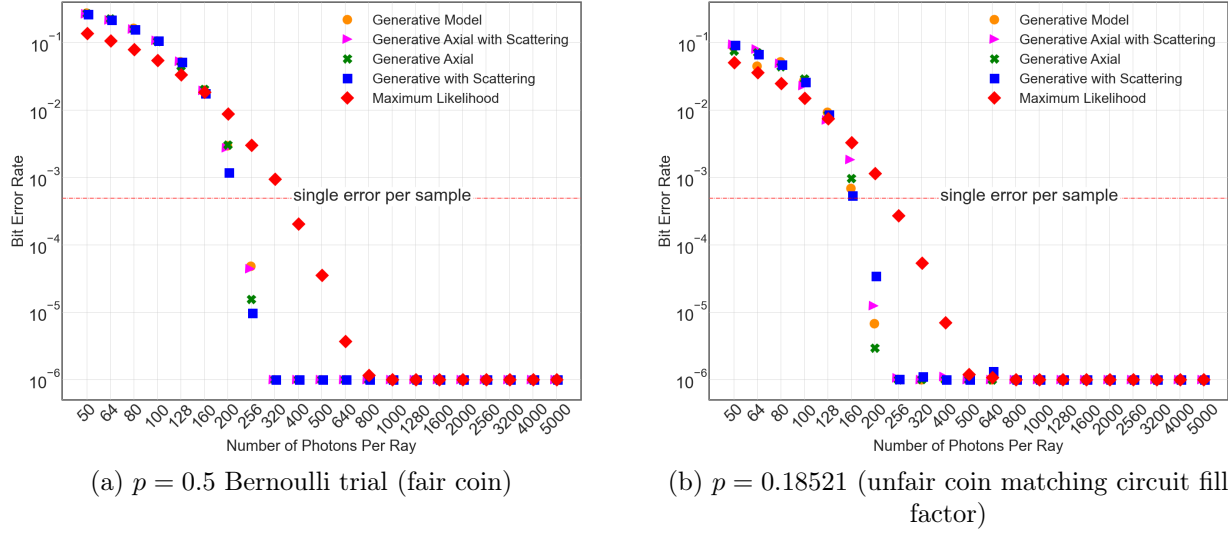 Bit Error Rate
10−1
10−2
10−3
10−4
10−5
10−6
Generative Model
Generative Axial with Scattering
Generative Axial
Generative with Scattering
Maximum Likelihood
single error per sample
50 64 80 100 128 160 200 256 320 400 500 640 800 1000 1280 1600 2000 2560 3200 4000 5000
Number of Photons Per Ray
(a) p = 0.5 Bernoulli trial (fair coin)
Bit Error Rate
10−1
10−2
10−3
10−4
10−5
10−6
Generative Model
Generative Axial with Scattering
Generative Axial
Generative with Scattering
Maximum Likelihood
single error per sample
50 64 80 100 128 160 200 256 320 400 500 640 800 1000 1280 1600 2000 2560 3200 4000 5000
Number of Photons Per Ray
(b) p = 0.18521 (unfair coin matching circuit fill
factor)